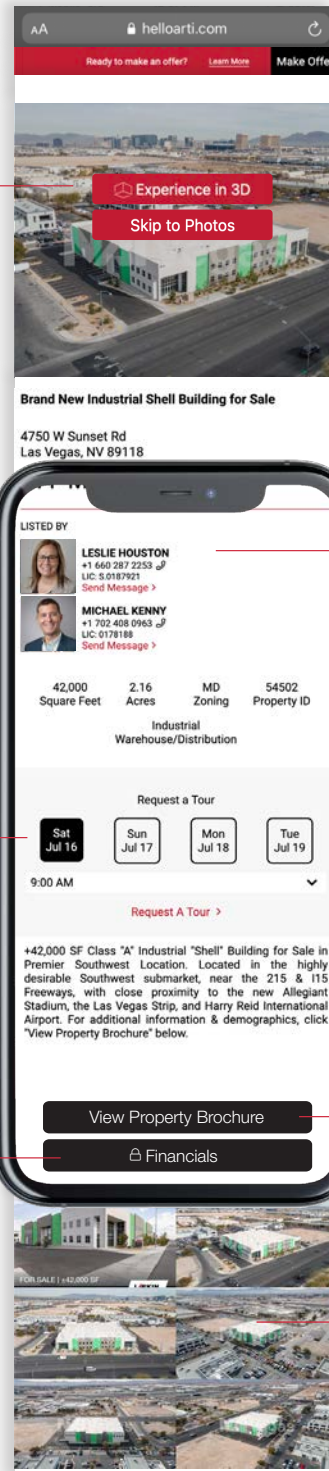 AA helloarti.com
Ready to make an offer? Learn More Make Offe
Experience in 3D
Skip to Photos
Brand New Industrial Shell Building for Sale
4750 W Sunset Rd
Las Vegas, NV 89118
LISTED BY
LESLIE HOUSTON
+1 660 287 2253
LIC: S.0187921
Send Message >
MICHAEL KENNY
+1 702 408 0963
LIC: 0178188
Send Message >
42,000 2.16 MD 54502
Square Feet Acres Zoning Property ID
Industrial
Warehouse/Distribution
Request a Tour
Sat Sun Mon Tue
Jul 16 Jul 17 Jul 18 Jul 19
9:00 AM
Request A Tour >
+42,000 SF Class "A" Industrial "Shell" Building for Sale in
Premier Southwest Location. Located in the highly
desirable Southwest submarket, near the 215 & I15
Freeways, with close proximity to the new Allegiant
Stadium, the Las Vegas Strip, and Harry Reid International
Airport. For additional information & demographics, click
"View Property Brochure" below.
View Property Brochure
Financials
FOR SALE | ±42,000 SF